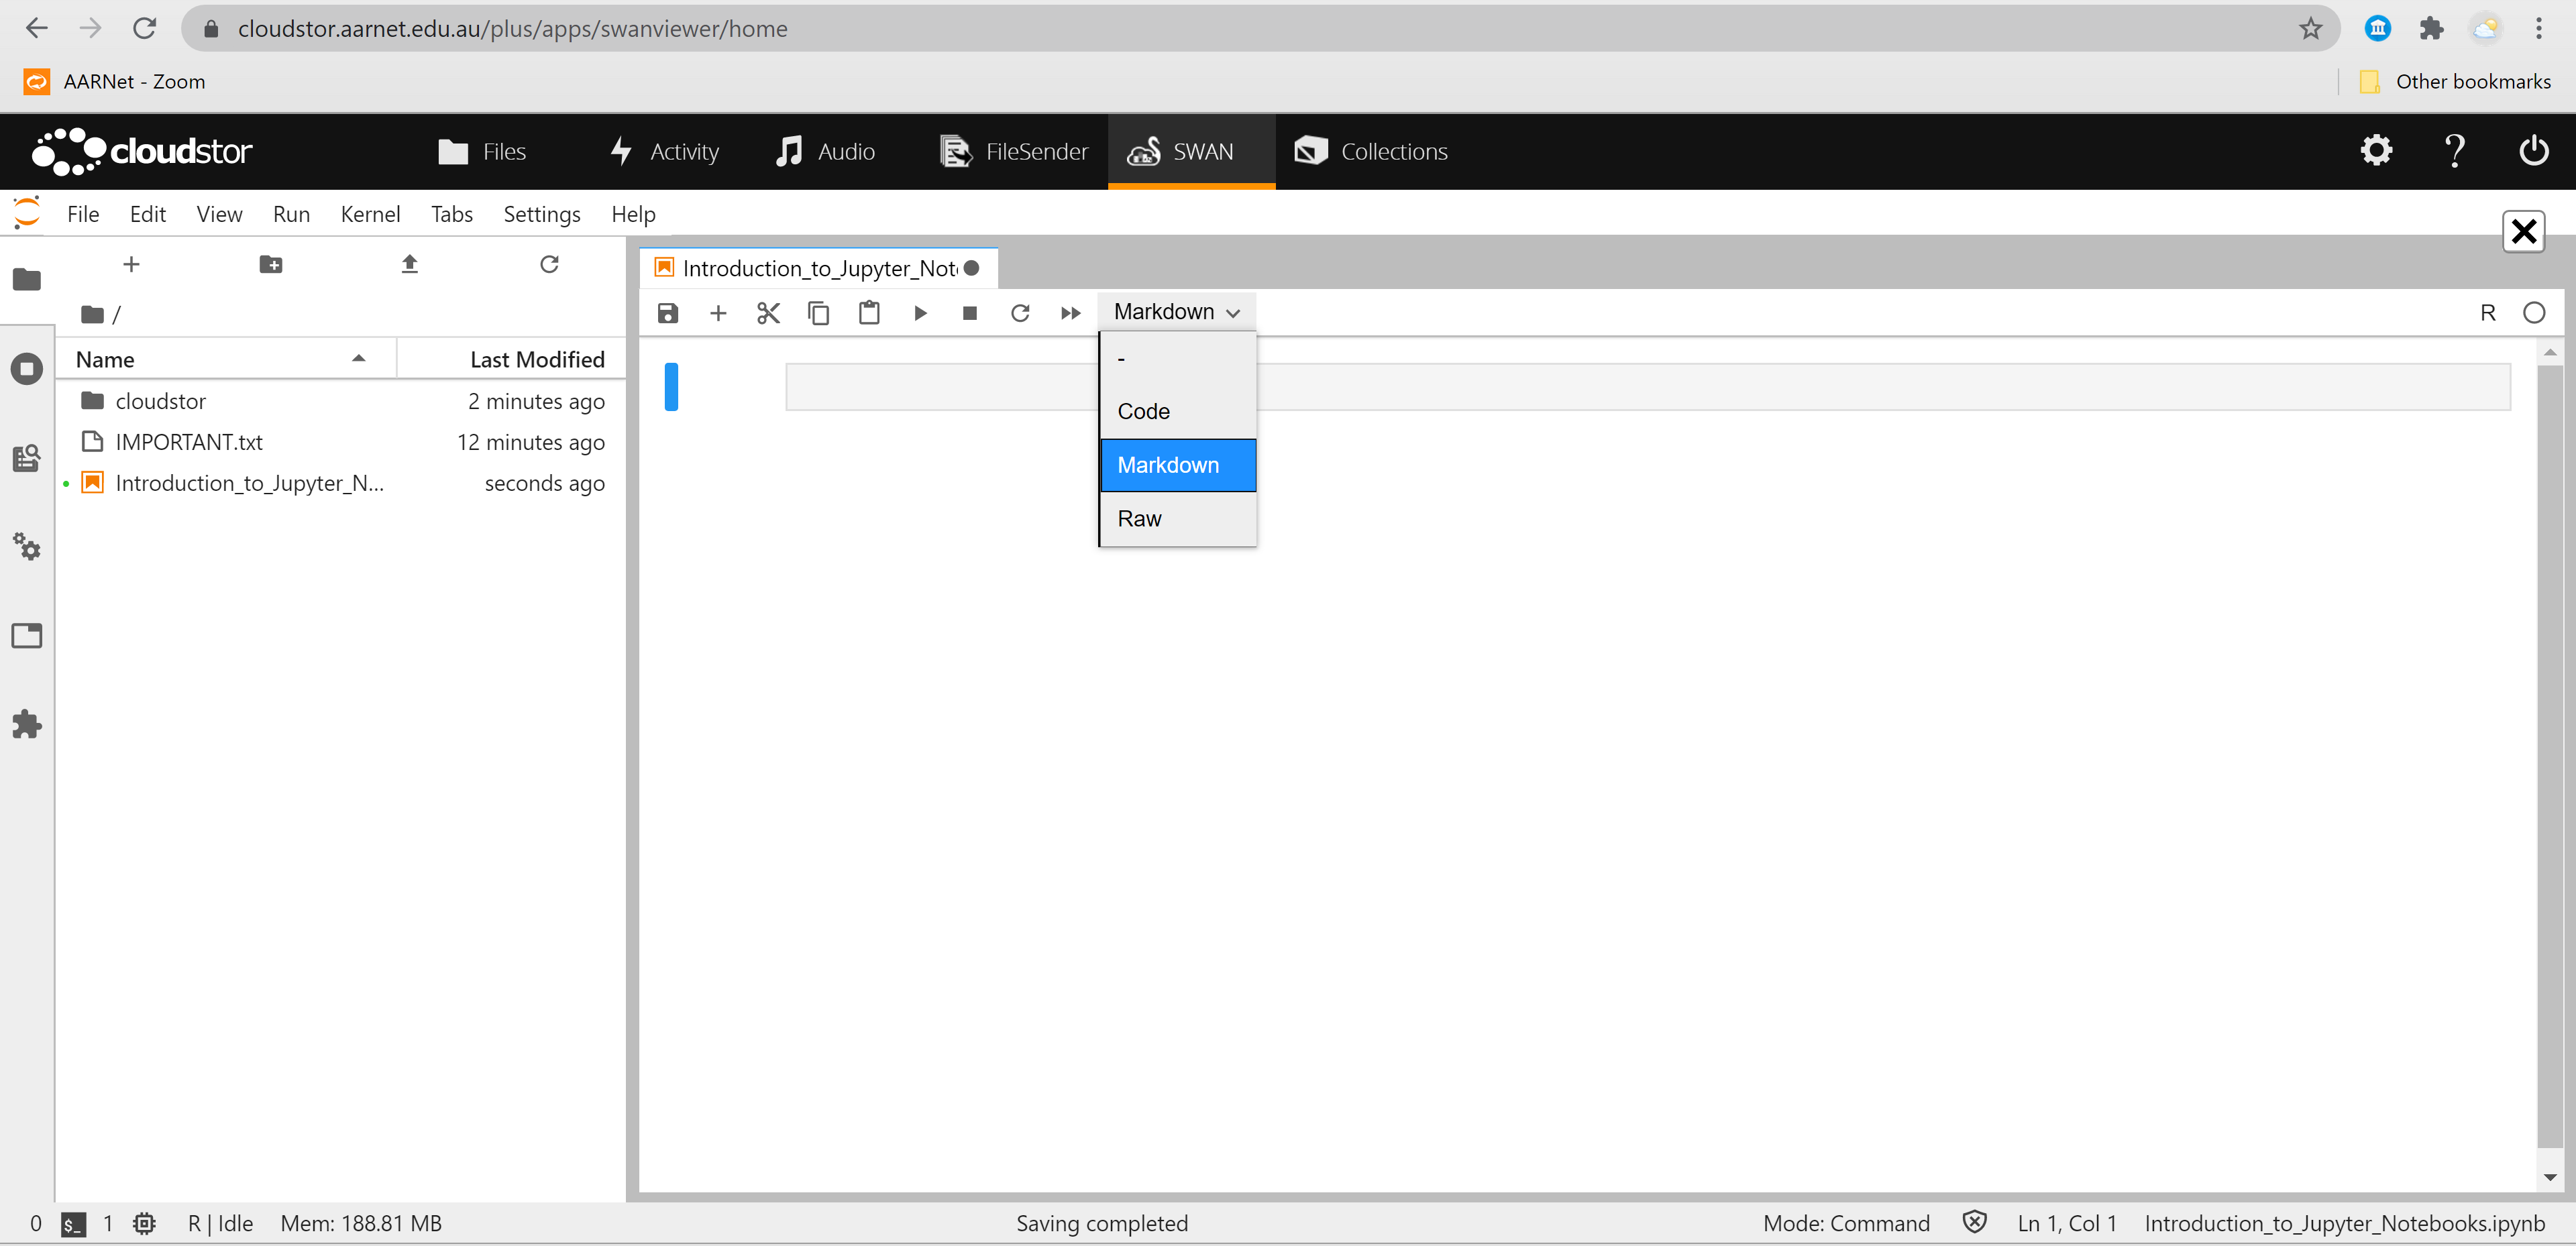 cloudstor.aarnet.edu.au/plus/apps/swanviewer/home
AARNet - Zoom
Other bookmarks
cloudstor
Files
Activity
Audio
FileSender
SWAN
Collections
?
File
Edit
View
Run
Kernel
Tabs
Settings
Help
/
Name
Last Modified
cloudstor 2 minutes ago
IMPORTANT.txt 12 minutes ago
Introduction_to_Jupyter_N... seconds ago
Introduction_to_Jupyter_Not
Markdown
R
-
Code
Markdown
Raw
0 $_ 1 R | Idle Mem: 188.81 MB Saving completed Mode: Command Ln 1, Col 1 Introduction_to_Jupyter_Notebooks.ipynb